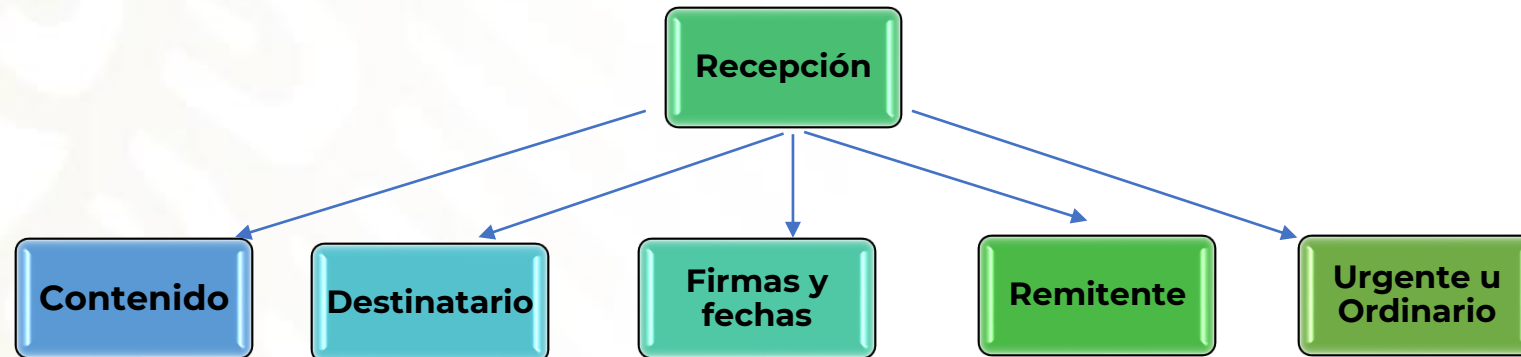 Recepción
Contenido
Destinatario
Firmas y
fechas
Remitente
Urgente u
Ordinario